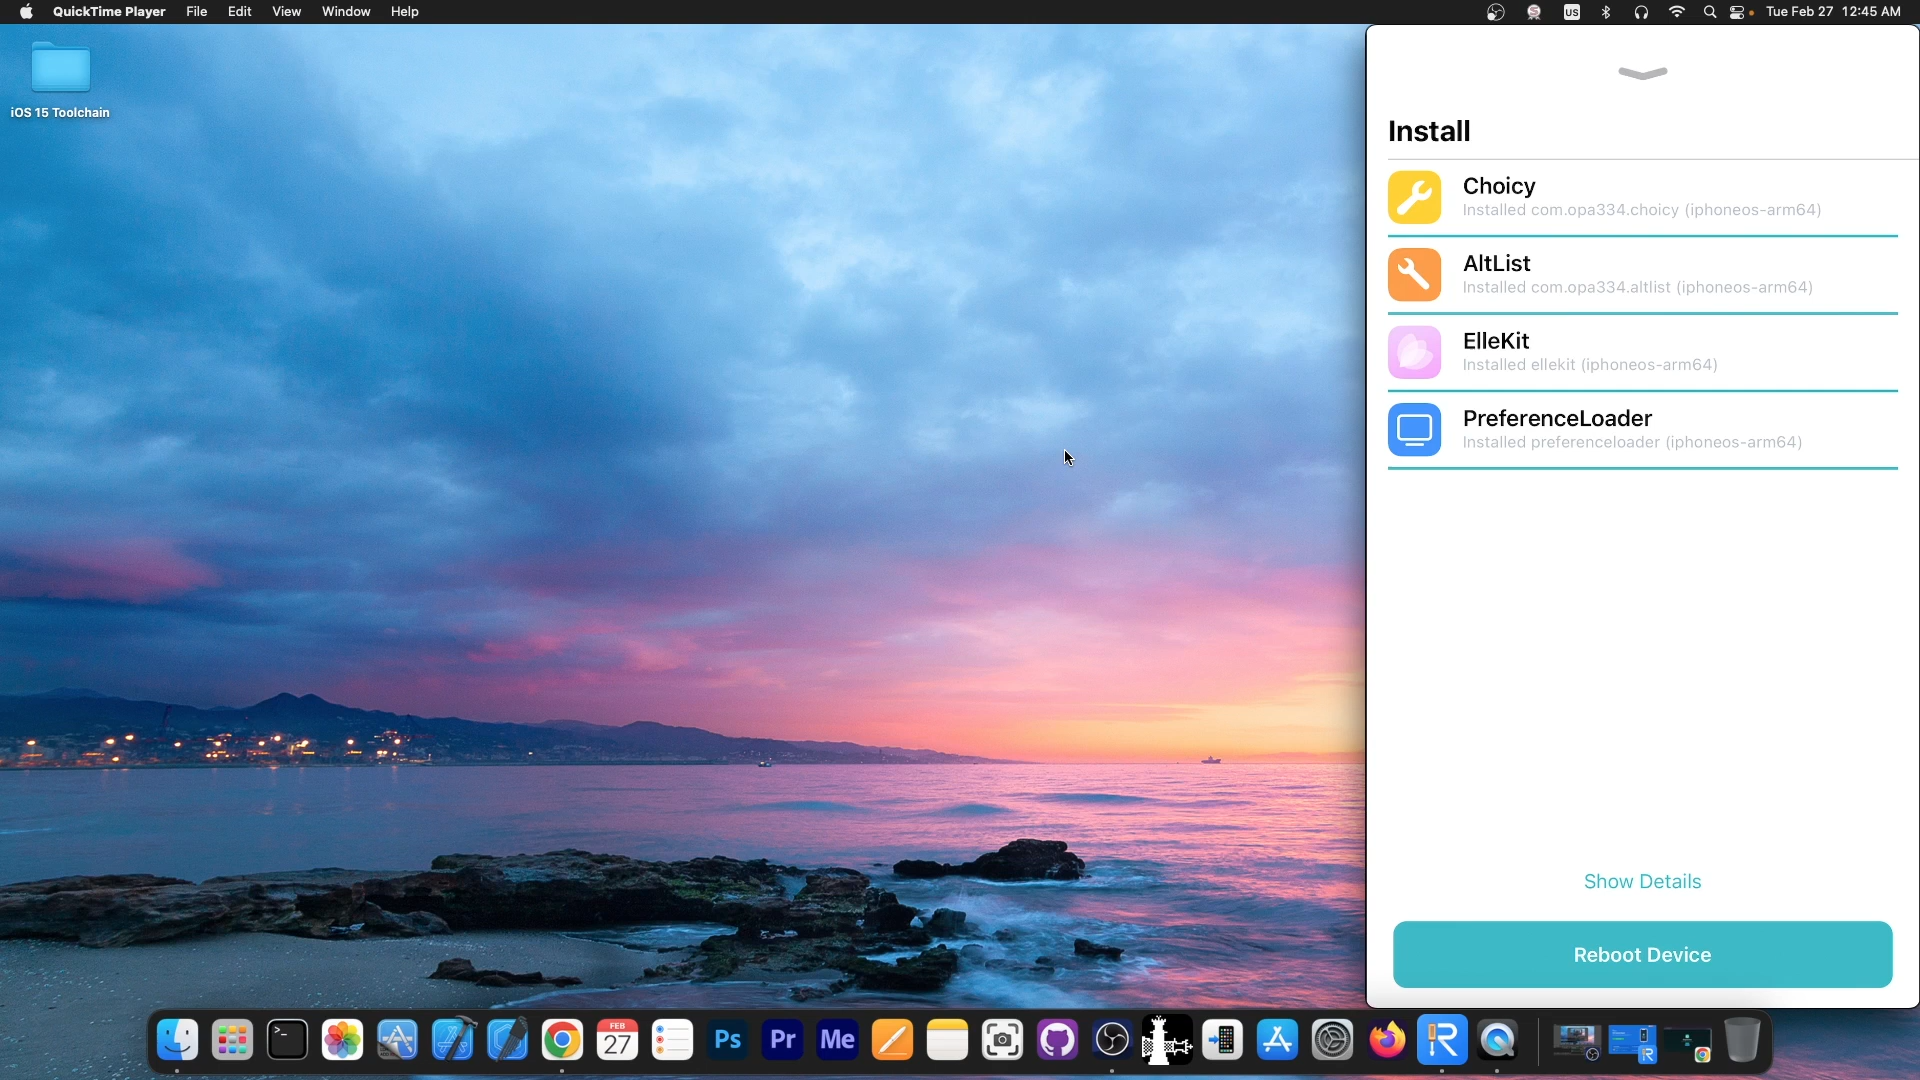 QuickTime Player File Edit View Window Help
US Tue Feb 27 12:45 AM
iOS 15 Toolchain
Install
Choicy
Installed com.opa334.choicy (iphoneos-arm64)
AltList
Installed com.opa334.altlist (iphoneos-arm64)
ElleKit
Installed ellekit (iphoneos-arm64)
PreferenceLoader
Installed preferenceloader (iphoneos-arm64)
Show Details
Reboot Device
FEB
27
Ps
Pr
Me
R